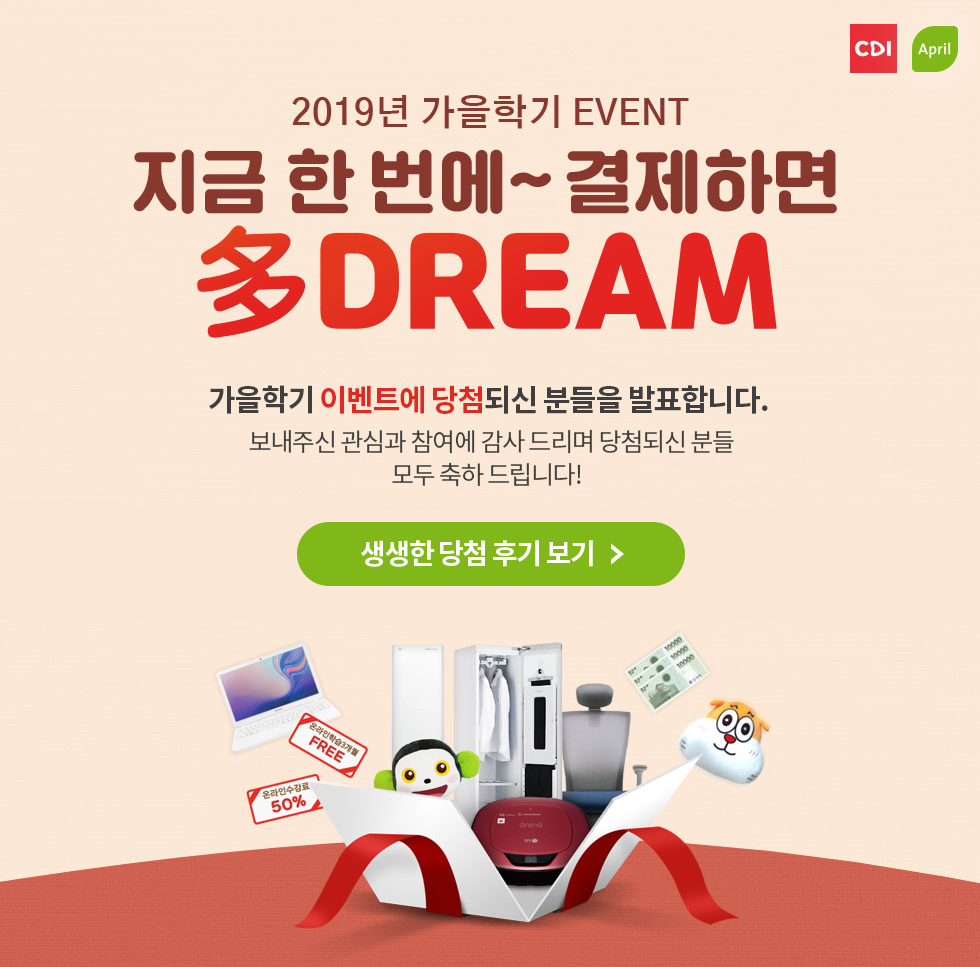 CDI
April
2019년 가을학기 EVENT
지금 한 번에~ 결제하면
多DREAM
가을학기 이벤트에 당첨되신 분들을 발표합니다.
보내주신 관심과 참여에 감사 드리며 당첨되신 분들
모두 축하 드립니다!
생생한 당첨 후기 보기 >
10000
10000
10000
온라인학습3개월
FREE
온라인수강료
50%